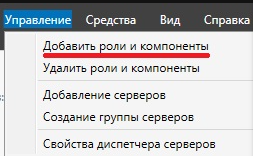 Управление Средства Вид Справка
Добавить роли и компоненты
Удалить роли и компоненты
Добавление серверов
Создание группы серверов
Свойства диспетчера серверов